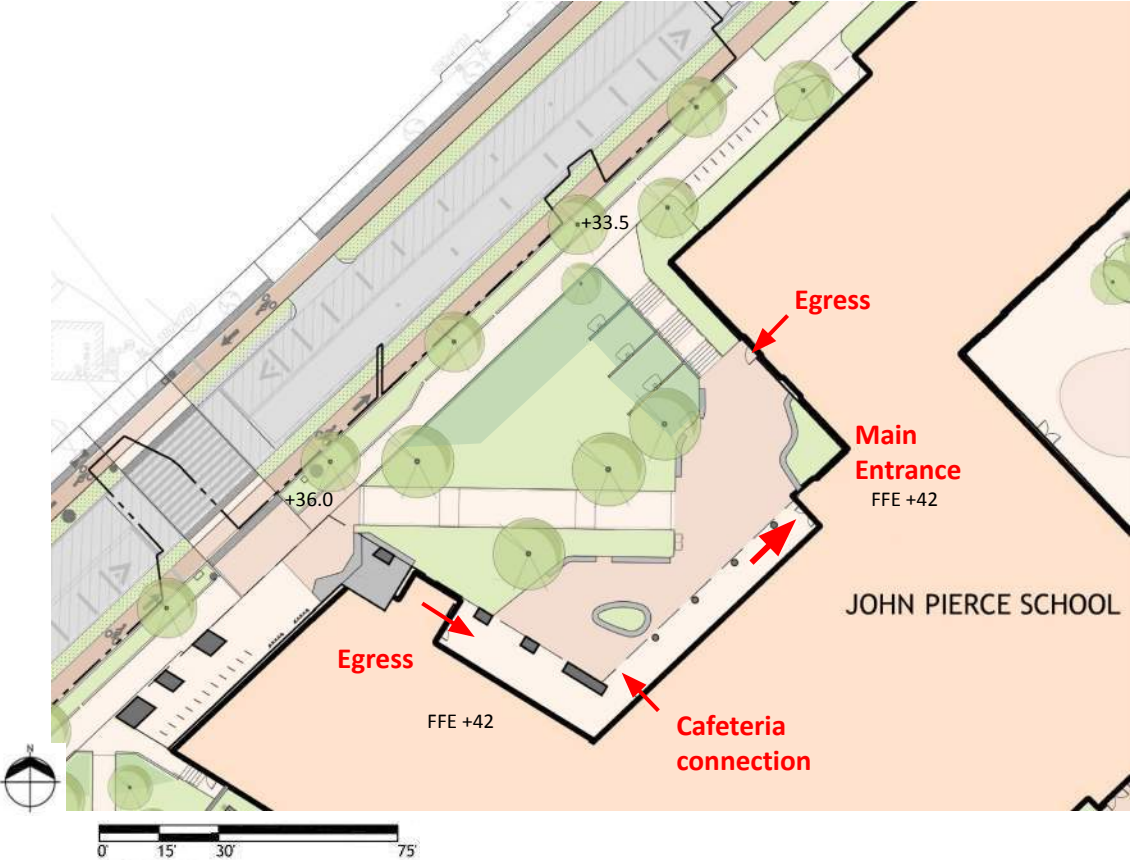 +33.5
Egress
Main
Entrance
FFE +42
+36.0
JOHN PIERCE SCHOOL
Egress
FFE +42
Cafeteria
connection
N
0' 15' 30' 75'